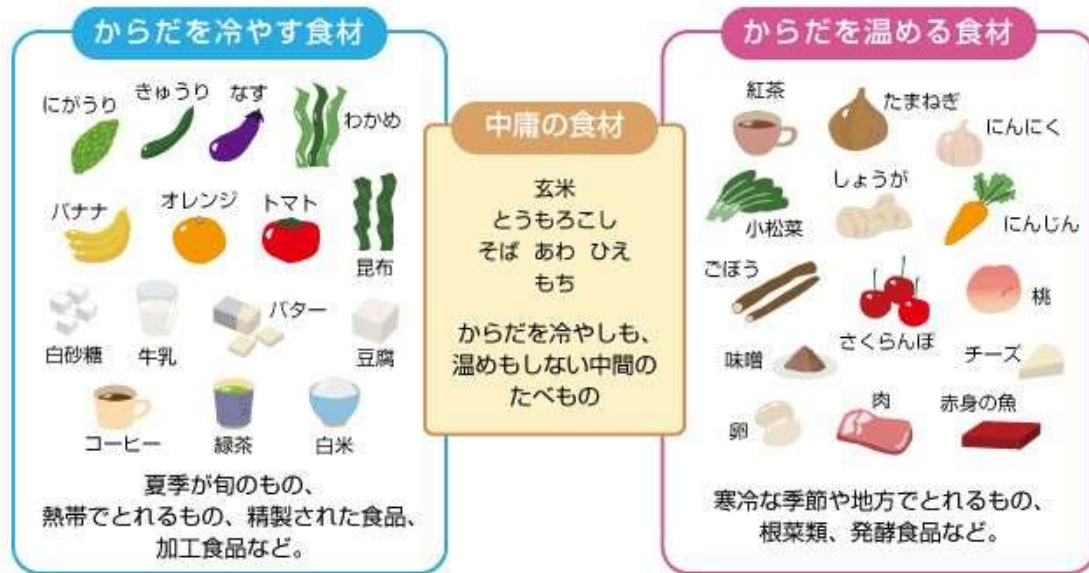 からだを冷やす食材
にがうり
きゅうり
なす
わかめ
バナナ
オレンジ
トマト
昆布
白砂糖
牛乳
バター
豆腐
コーヒー
緑茶
白米
夏季が旬のもの、
熱帯でとれるもの、精製された食品、
加工食品など。
中庸の食材
玄米
とうもろこし
そば あわ ひえ
もち
からだを冷やしも、
温めもしない中間の
たべもの
からだを温める食材
紅茶
たまねぎ
にんにく
小松菜
しょうが
にんじん
ごぼう
さくらんぼ
桃
味噌
チーズ
卵
肉
赤身の魚
寒冷な季節や地方でとれるもの、
根菜類、発酵食品など。